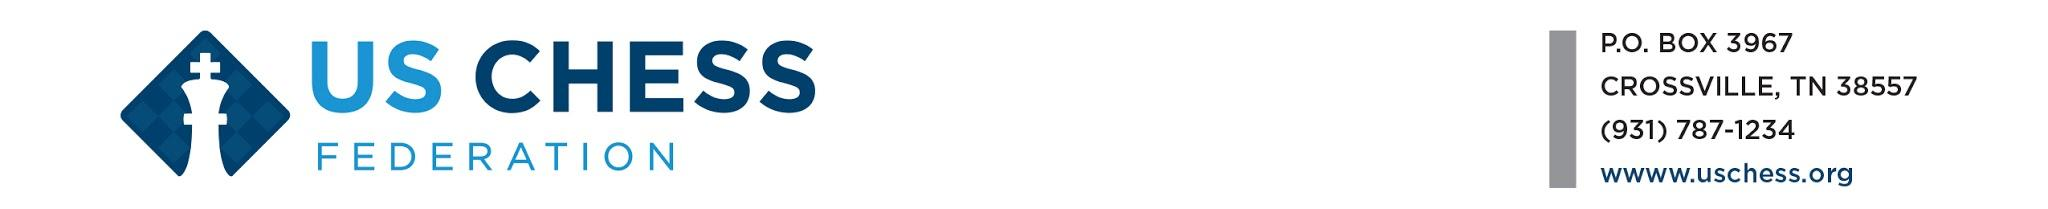 US CHESS
FEDERATION
P.O. BOX 3967
CROSSVILLE, TN 38557
(931) 787-1234
wwww.uschess.org